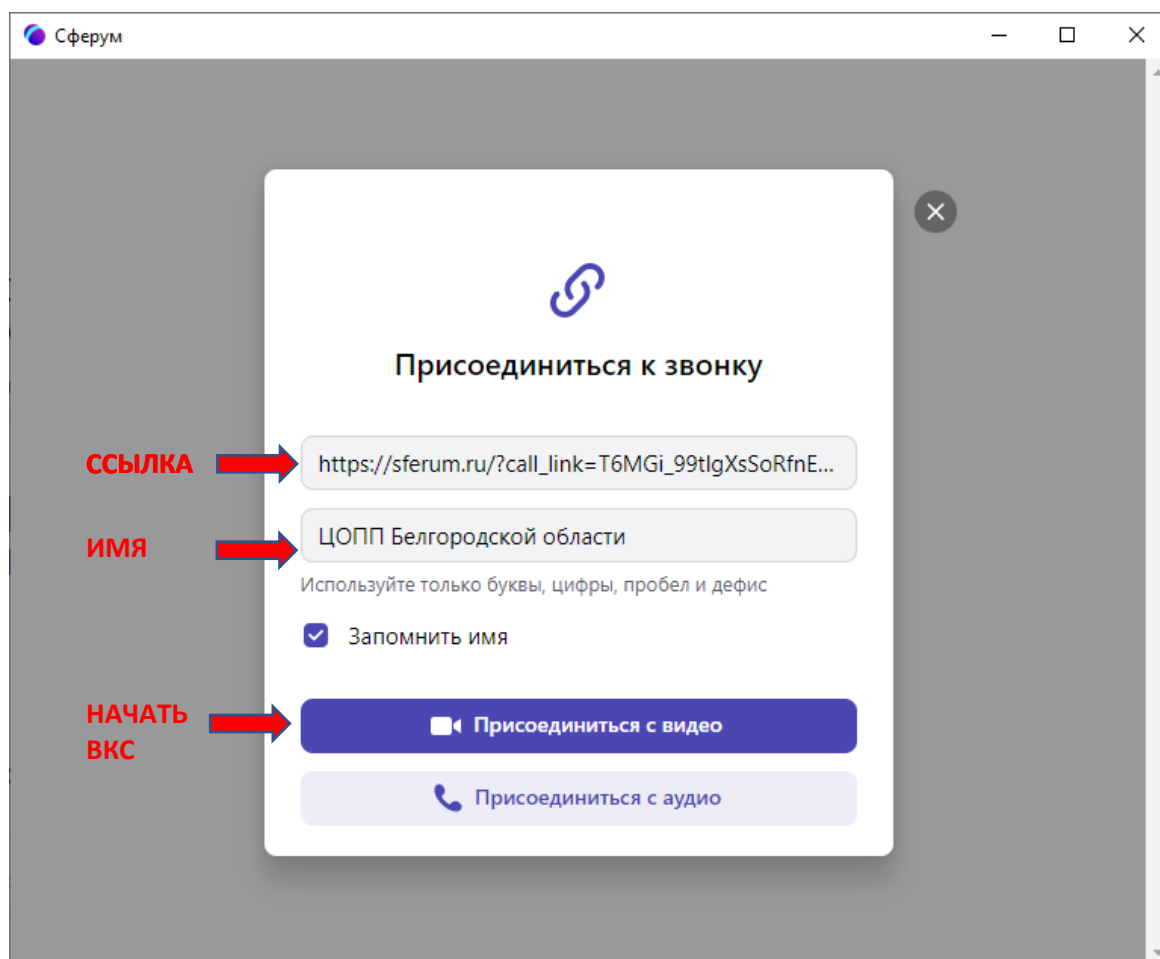 Сферум
Присоединиться к звонку
ССЫЛКА
https://sferum.ru/?call_link=T6MGi_99tIgXsSoRfnE...
ИМЯ
ЦОПП Белгородской области
Используйте только буквы, цифры, пробел и дефис
Запомнить имя
НАЧАТЬ
ВКС
Присоединиться с видео
Присоединиться с аудио